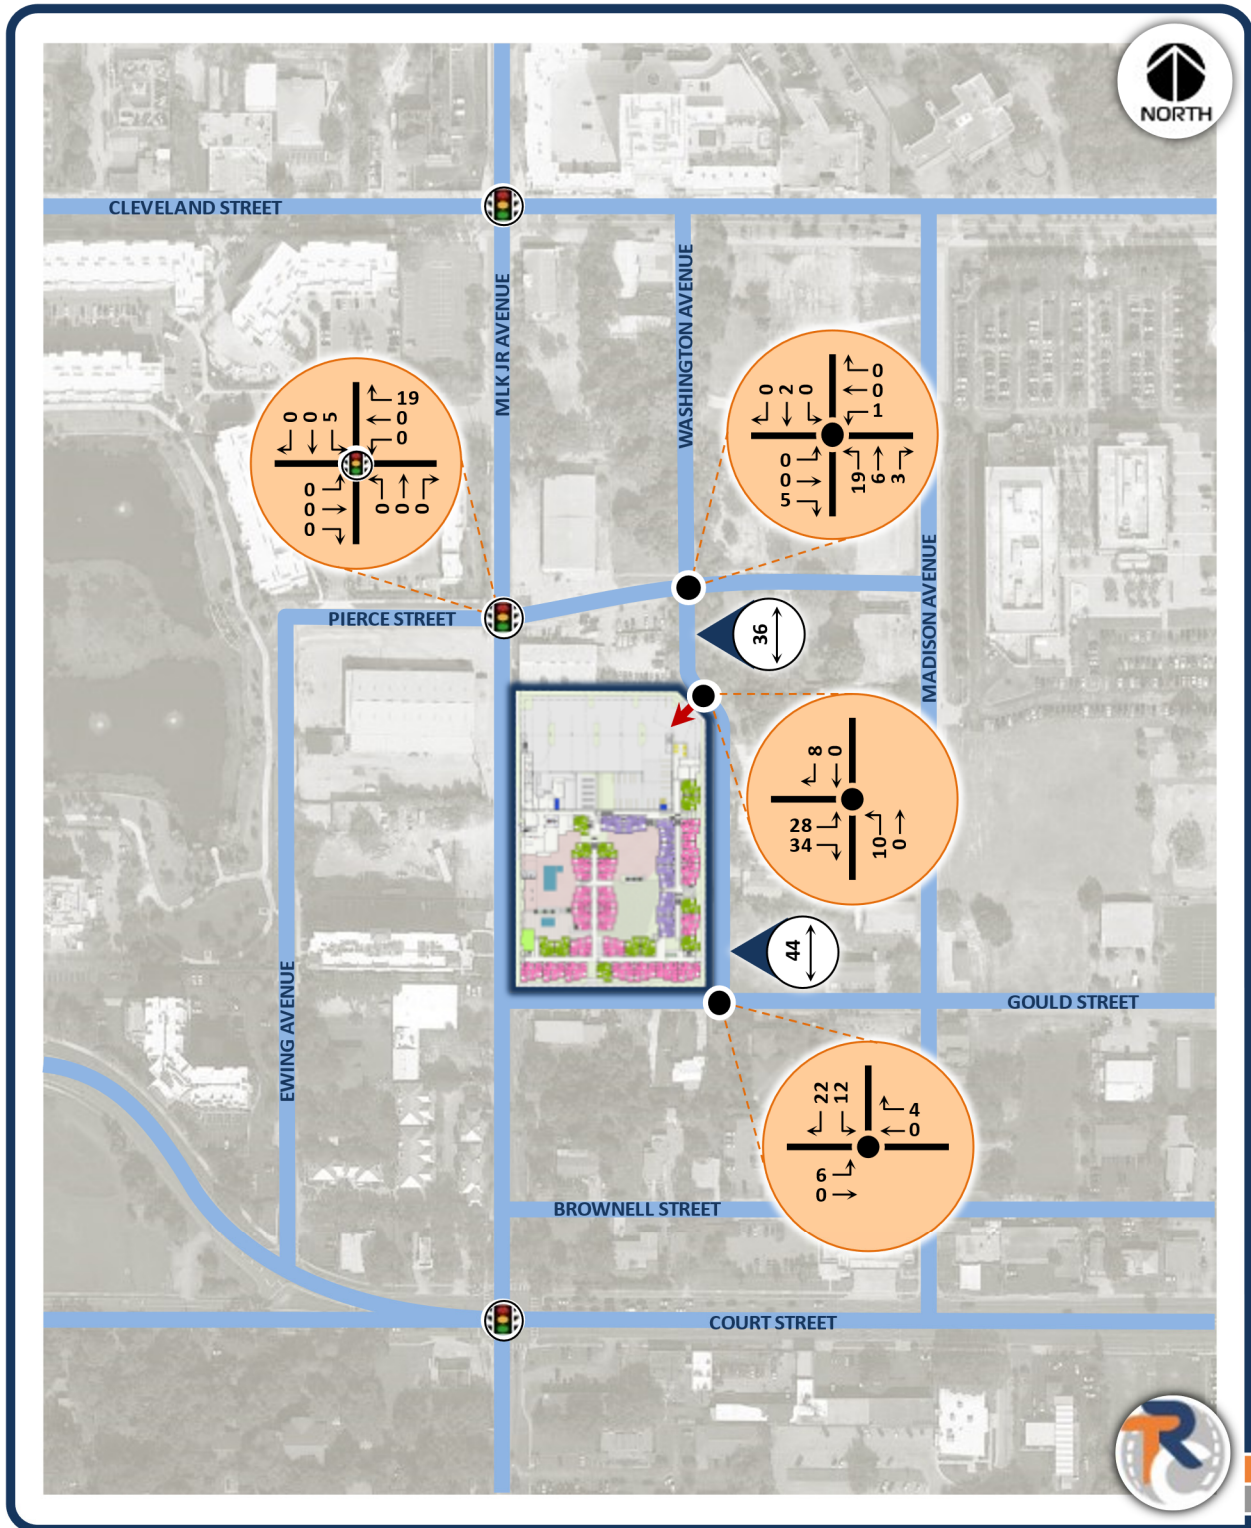 NORTH
CLEVELAND STREET
MLK JR AVENUE
WASHINGTON AVENUE
MADISON AVENUE
0 0 5
19
0
0
0
0
0
0 0 0
0 2 0
0
0
1
0
0
5
19 6 3
PIERCE STREET
36
8 0
28
34
10 0
44
EWING AVENUE
GOULD STREET
22 12
4
0
6
0
BROWNELL STREET
COURT STREET
TR